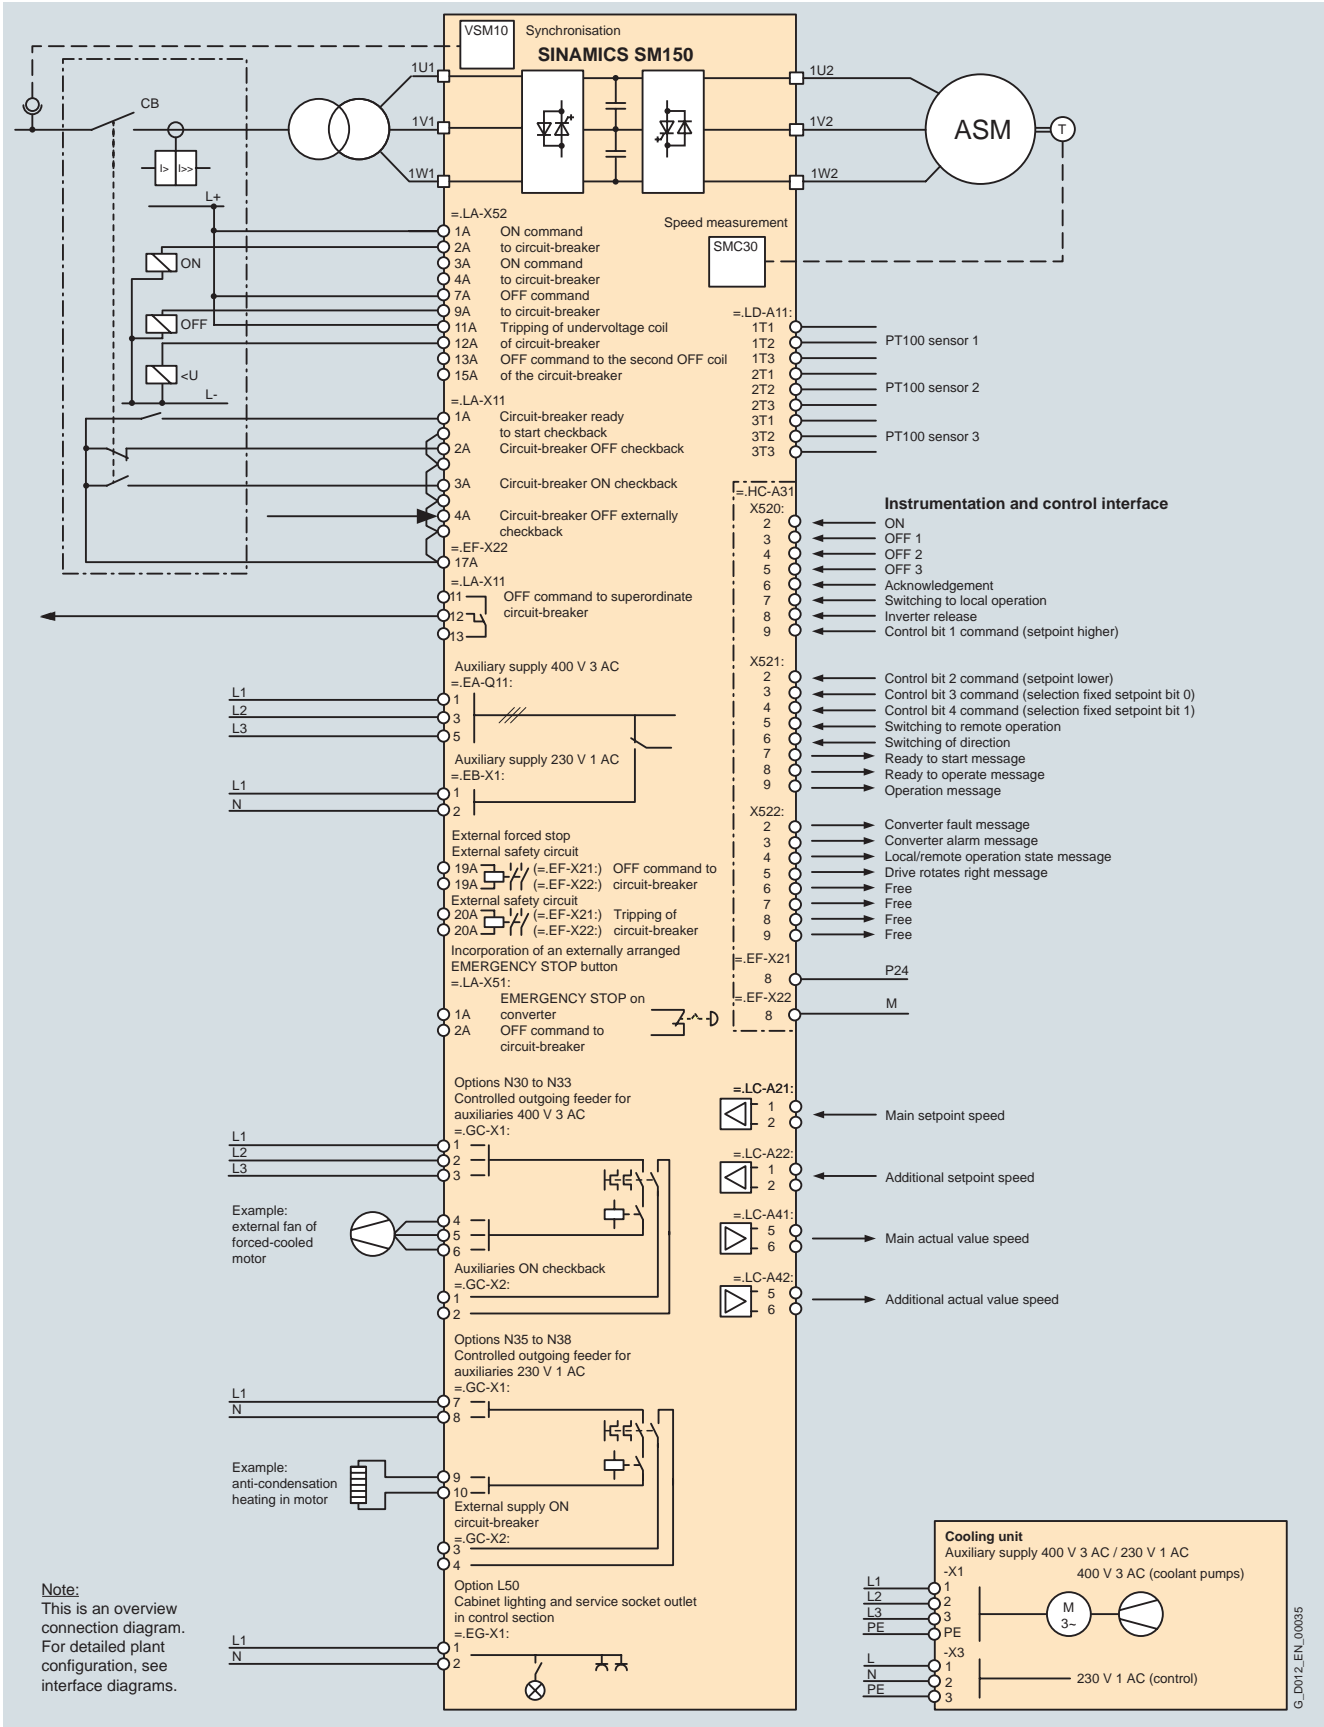 VSM10 Synchronisation
SINAMICS SM150
1U1
1V1
1W1
1U2
1V2
1W2
CB
I> I>>
ASM
T
L+
ON
OFF
<U
L-
=.LA-X52
1A ON command
2A to circuit-breaker
3A ON command
4A to circuit-breaker
7A OFF command
9A to circuit-breaker
11A Tripping of undervoltage coil
12A of circuit-breaker
13A OFF command to the second OFF coil
15A of the circuit-breaker
=.LA-X11
1A Circuit-breaker ready
to start checkback
2A Circuit-breaker OFF checkback
3A Circuit-breaker ON checkback
4A Circuit-breaker OFF externally
checkback
=.EF-X22
17A
=.LA-X11
11 OFF command to superordinate
12 circuit-breaker
13
Auxiliary supply 400 V 3 AC
=.EA-Q11:
L1 1
L2 3
L3 5
Auxiliary supply 230 V 1 AC
=.EB-X1:
L1 1
N 2
External forced stop
External safety circuit
19A (=.EF-X21:) OFF command to
19A (=.EF-X22:) circuit-breaker
External safety circuit
20A (=.EF-X21:) Tripping of
20A (=.EF-X22:) circuit-breaker
Incorporation of an externally arranged
EMERGENCY STOP button
=.LA-X51:
EMERGENCY STOP on
1A converter
2A OFF command to
circuit-breaker
Options N30 to N33
Controlled outgoing feeder for
auxiliaries 400 V 3 AC
=.GC-X1:
L1 1
L2 2
L3 3
Example:
external fan of
forced-cooled
motor
4
5
6
Auxiliaries ON checkback
=.GC-X2:
1
2
Options N35 to N38
Controlled outgoing feeder for
auxiliaries 230 V 1 AC
=.GC-X1:
L1 7
N 8
Example:
anti-condensation
heating in motor
9
10
External supply ON
circuit-breaker
=.GC-X2:
3
4
Option L50
Cabinet lighting and service socket outlet
in control section
=.EG-X1:
L1 1
N 2
Note:
This is an overview
connection diagram.
For detailed plant
configuration, see
interface diagrams.
Speed measurement
SMC30
=.LD-A11:
1T1
1T2 PT100 sensor 1
1T3
2T1
2T2 PT100 sensor 2
2T3
3T1
3T2 PT100 sensor 3
3T3
=.HC-A31
Instrumentation and control interface
X520:
2 ON
3 OFF 1
4 OFF 2
5 OFF 3
6 Acknowledgement
7 Switching to local operation
8 Inverter release
9 Control bit 1 command (setpoint higher)
X521:
2 Control bit 2 command (setpoint lower)
3 Control bit 3 command (selection fixed setpoint bit 0)
4 Control bit 4 command (selection fixed setpoint bit 1)
5 Switching to remote operation
6 Switching of direction
7 Ready to start message
8 Ready to operate message
9 Operation message
X522:
2 Converter fault message
3 Converter alarm message
4 Local/remote operation state message
5 Drive rotates right message
6 Free
7 Free
8 Free
9 Free
=.EF-X21
8 P24
=.EF-X22
8 M
=.LC-A21:
1
2
Main setpoint speed
=.LC-A22:
1
2
Additional setpoint speed
=.LC-A41:
5
6
Main actual value speed
=.LC-A42:
5
6
Additional actual value speed
Cooling unit
Auxiliary supply 400 V 3 AC / 230 V 1 AC
-X1 400 V 3 AC (coolant pumps)
L1 1
L2 2
L3 3
PE PE
M
3~
-X3
L 1
N 2 230 V 1 AC (control)
PE 3
G_D012_EN_00035